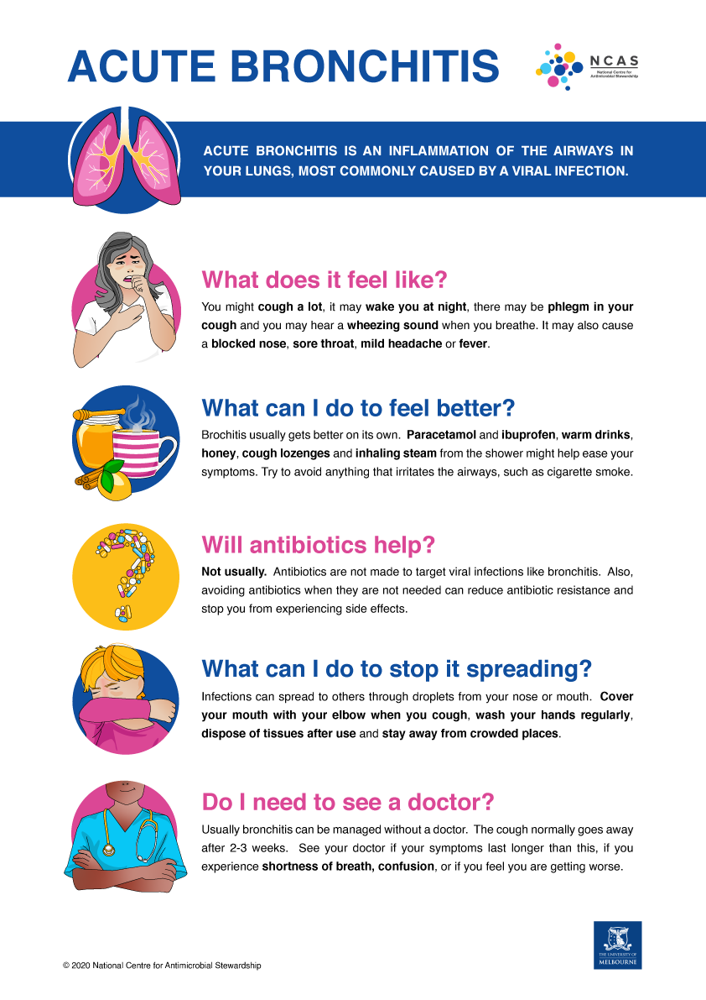 ACUTE BRONCHITIS
NCAS
National Centre for
Antimicrobial Stewardship
ACUTE BRONCHITIS IS AN INFLAMMATION OF THE AIRWAYS IN
YOUR LUNGS, MOST COMMONLY CAUSED BY A VIRAL INFECTION.
What does it feel like?
You might cough a lot, it may wake you at night, there may be phlegm in your
cough and you may hear a wheezing sound when you breathe. It may also cause
a blocked nose, sore throat, mild headache or fever.
What can I do to feel better?
Brochitis usually gets better on its own. Paracetamol and ibuprofen, warm drinks,
honey, cough lozenges and inhaling steam from the shower might help ease your
symptoms. Try to avoid anything that irritates the airways, such as cigarette smoke.
Will antibiotics help?
Not usually. Antibiotics are not made to target viral infections like bronchitis. Also,
avoiding antibiotics when they are not needed can reduce antibiotic resistance and
stop you from experiencing side effects.
What can I do to stop it spreading?
Infections can spread to others through droplets from your nose or mouth. Cover
your mouth with your elbow when you cough, wash your hands regularly,
dispose of tissues after use and stay away from crowded places.
Do I need to see a doctor?
Usually bronchitis can be managed without a doctor. The cough normally goes away
after 2-3 weeks. See your doctor if your symptoms last longer than this, if you
experience shortness of breath, confusion, or if you feel you are getting worse.
THE UNIVERSITY OF
MELBOURNE
© 2020 National Centre for Antimicrobial Stewardship